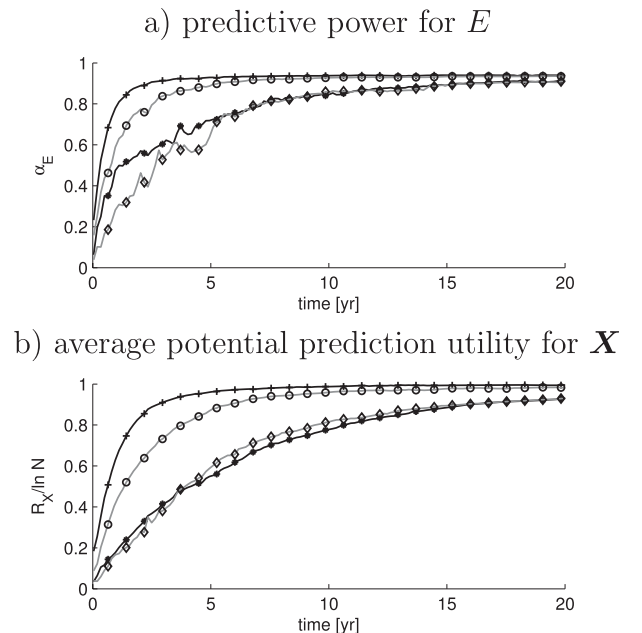 a) predictive power for E
1
0.8
0.6
0.4
0.2
0
α_E
0 5 10 15 20
time [yr]
b) average potential prediction utility for X
1
0.8
0.6
0.4
0.2
0
R_χ/ln N
0 5 10 15 20
time [yr]